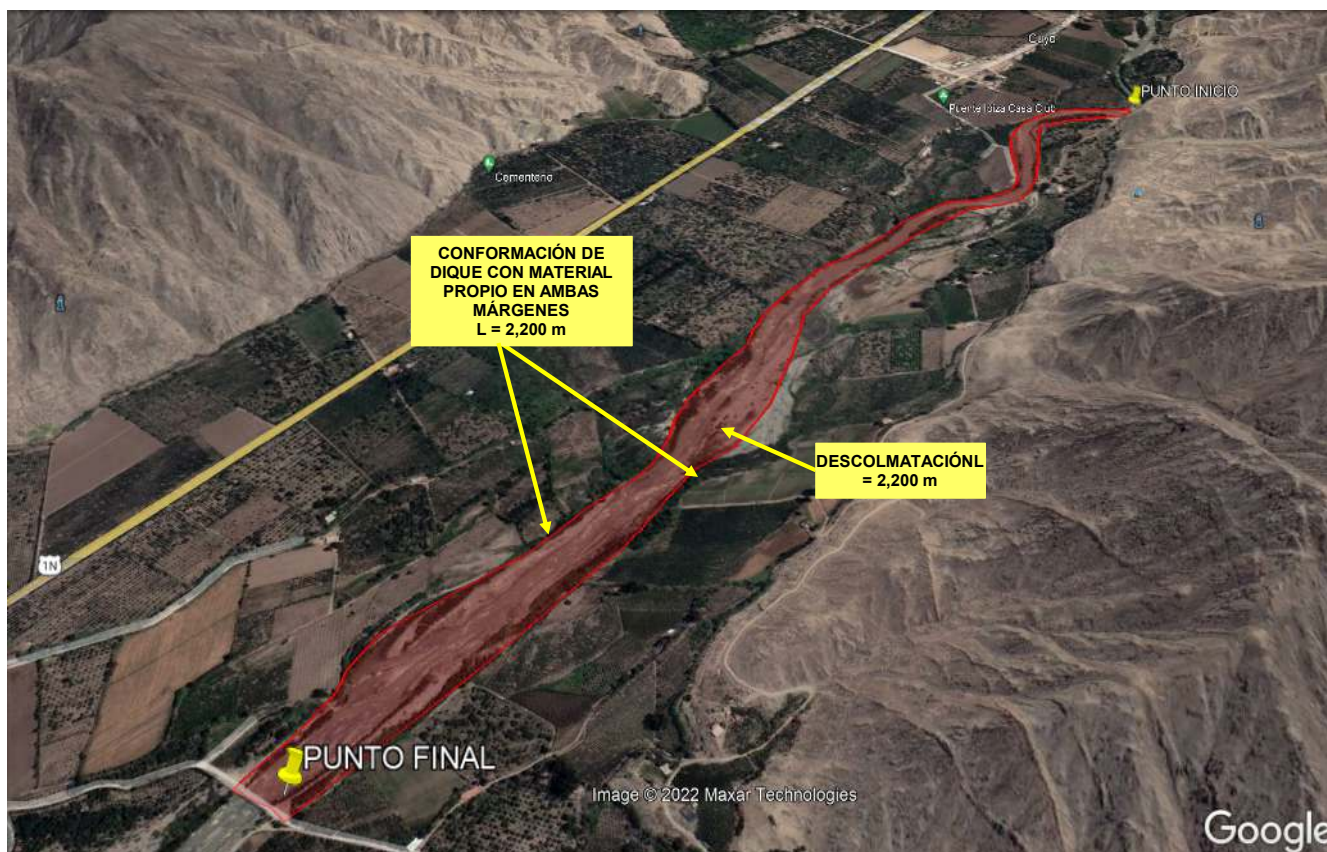 Cuyo
PUNTO INICIO
Puente Ibiza Casa Club
Cementerio
CONFORMACIÓN DE
DIQUE CON MATERIAL
PROPIO EN AMBAS
MÁRGENES
L = 2,200 m
DESCOLMATACIÓNL
= 2,200 m
1N
PUNTO FINAL
Image © 2022 Maxar Technologies
Google